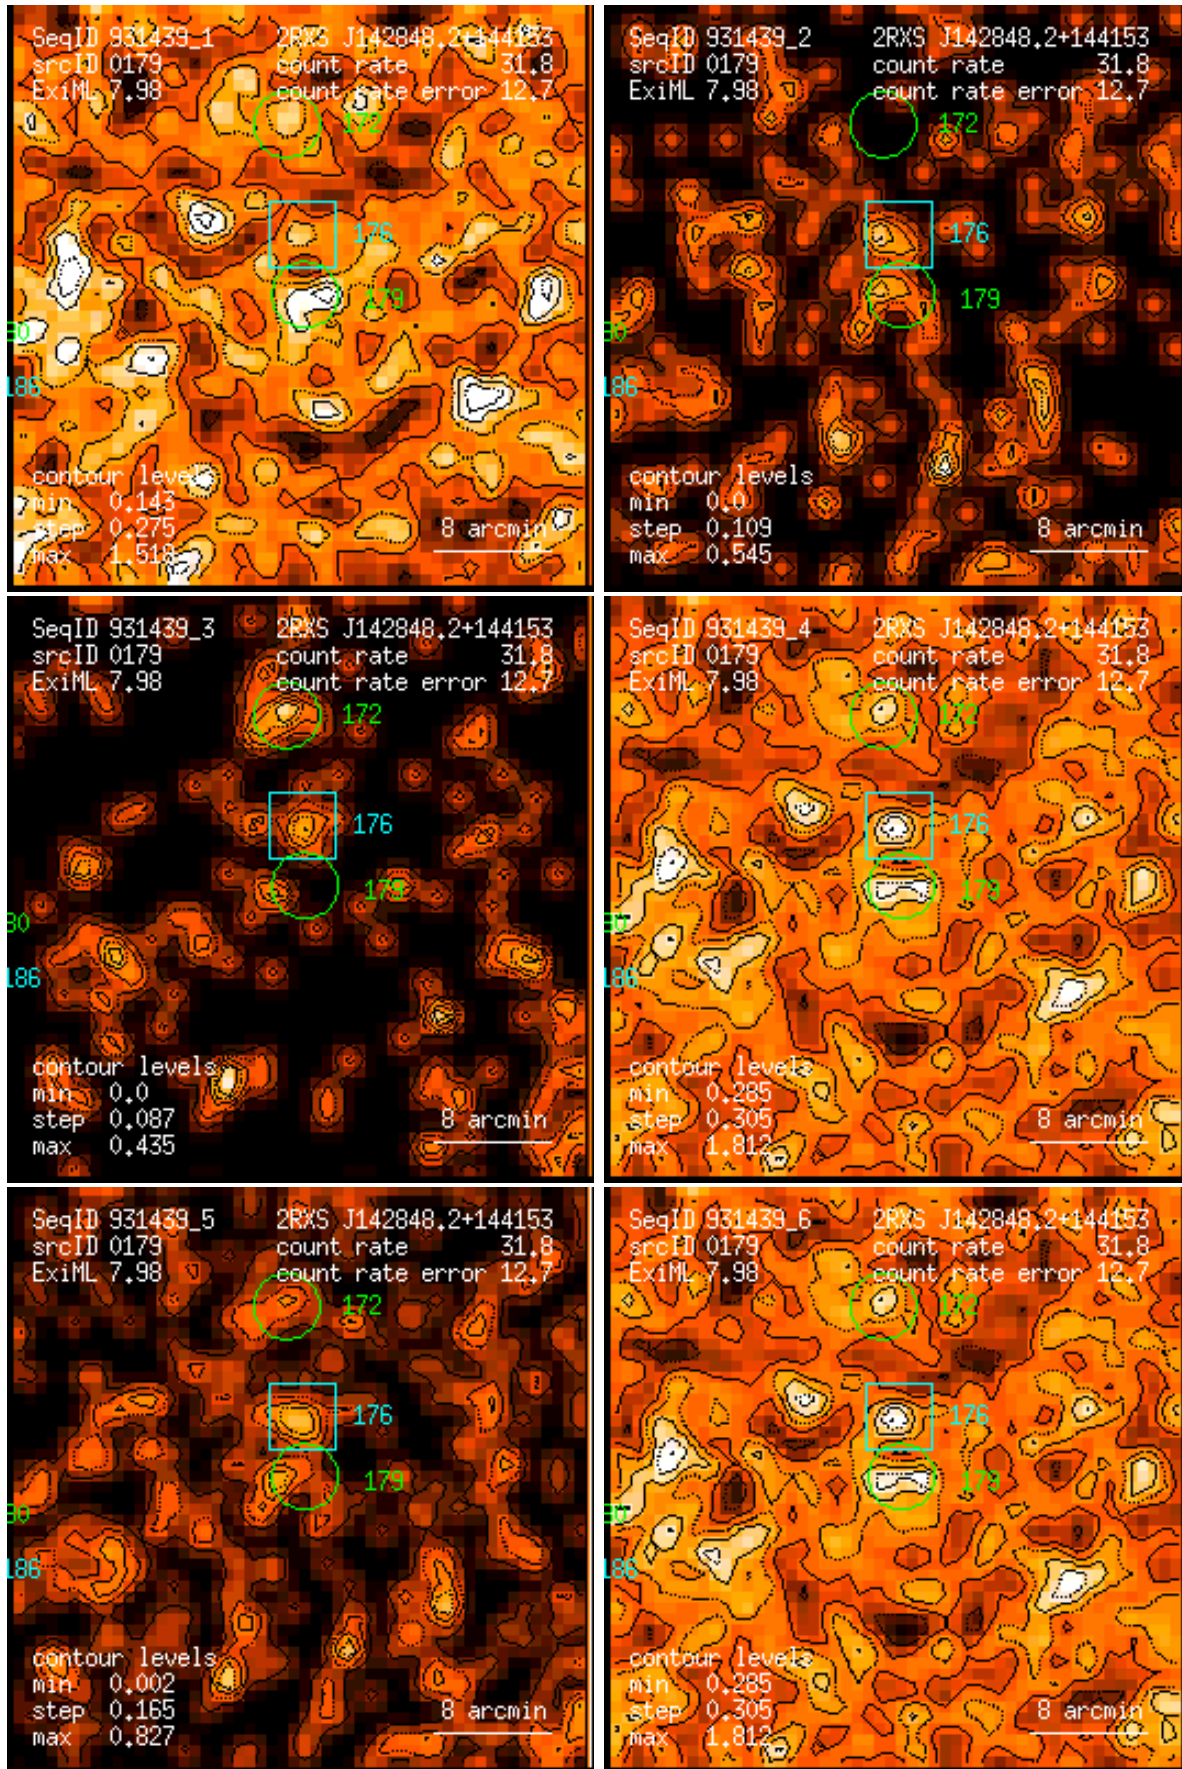 SeqID 931439_1 2RXS J142848.2+144153
srcID 0179 count rate 31.8
ExiML 7.98 count rate error 12.7
172
176
179
80
186
contour levels
min 0.143
step 0.275
max 1.518
8 arcmin
SeqID 931439_2 2RXS J142848.2+144153
srcID 0179 count rate 31.8
ExiML 7.98 count rate error 12.7
172
176
179
80
186
contour levels
min 0.0
step 0.109
max 0.545
8 arcmin
SeqID 931439_3 2RXS J142848.2+144153
srcID 0179 count rate 31.8
ExiML 7.98 count rate error 12.7
172
176
179
80
186
contour levels
min 0.0
step 0.087
max 0.435
8 arcmin
SeqID 931439_4 2RXS J142848.2+144153
srcID 0179 count rate 31.8
ExiML 7.98 count rate error 12.7
172
176
179
80
186
contour levels
min 0.285
step 0.305
max 1.812
8 arcmin
SeqID 931439_5 2RXS J142848.2+144153
srcID 0179 count rate 31.8
ExiML 7.98 count rate error 12.7
172
176
179
80
186
contour levels
min 0.002
step 0.165
max 0.827
8 arcmin
SeqID 931439_6 2RXS J142848.2+144153
srcID 0179 count rate 31.8
ExiML 7.98 count rate error 12.7
172
176
179
80
186
contour levels
min 0.285
step 0.305
max 1.812
8 arcmin